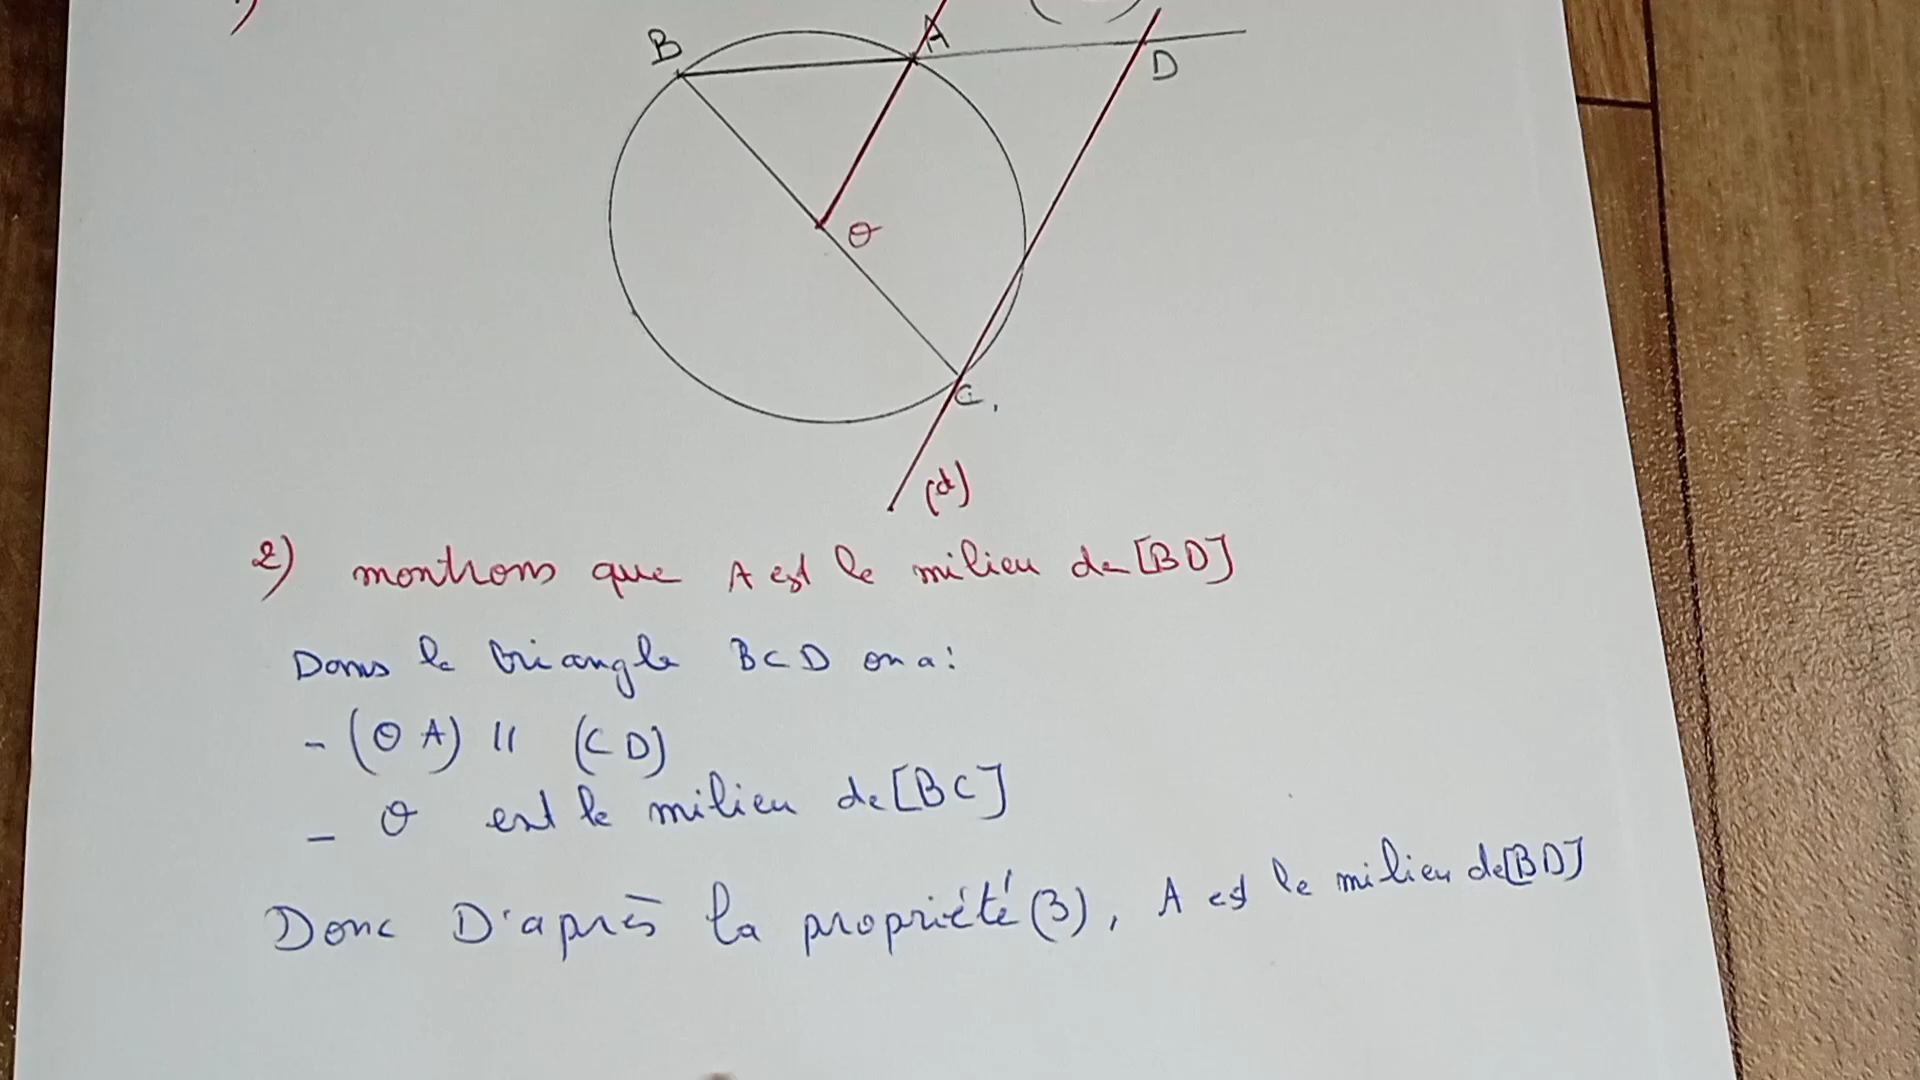 B
A
D
O
C
(d)
2) montrons que A est le milieu de [BD]
Dans le triangle BCD on a:
- (OA) // (CD)
- O est le milieu de [BC]
Donc D'après la propriété (3), A est le milieu de [BD]